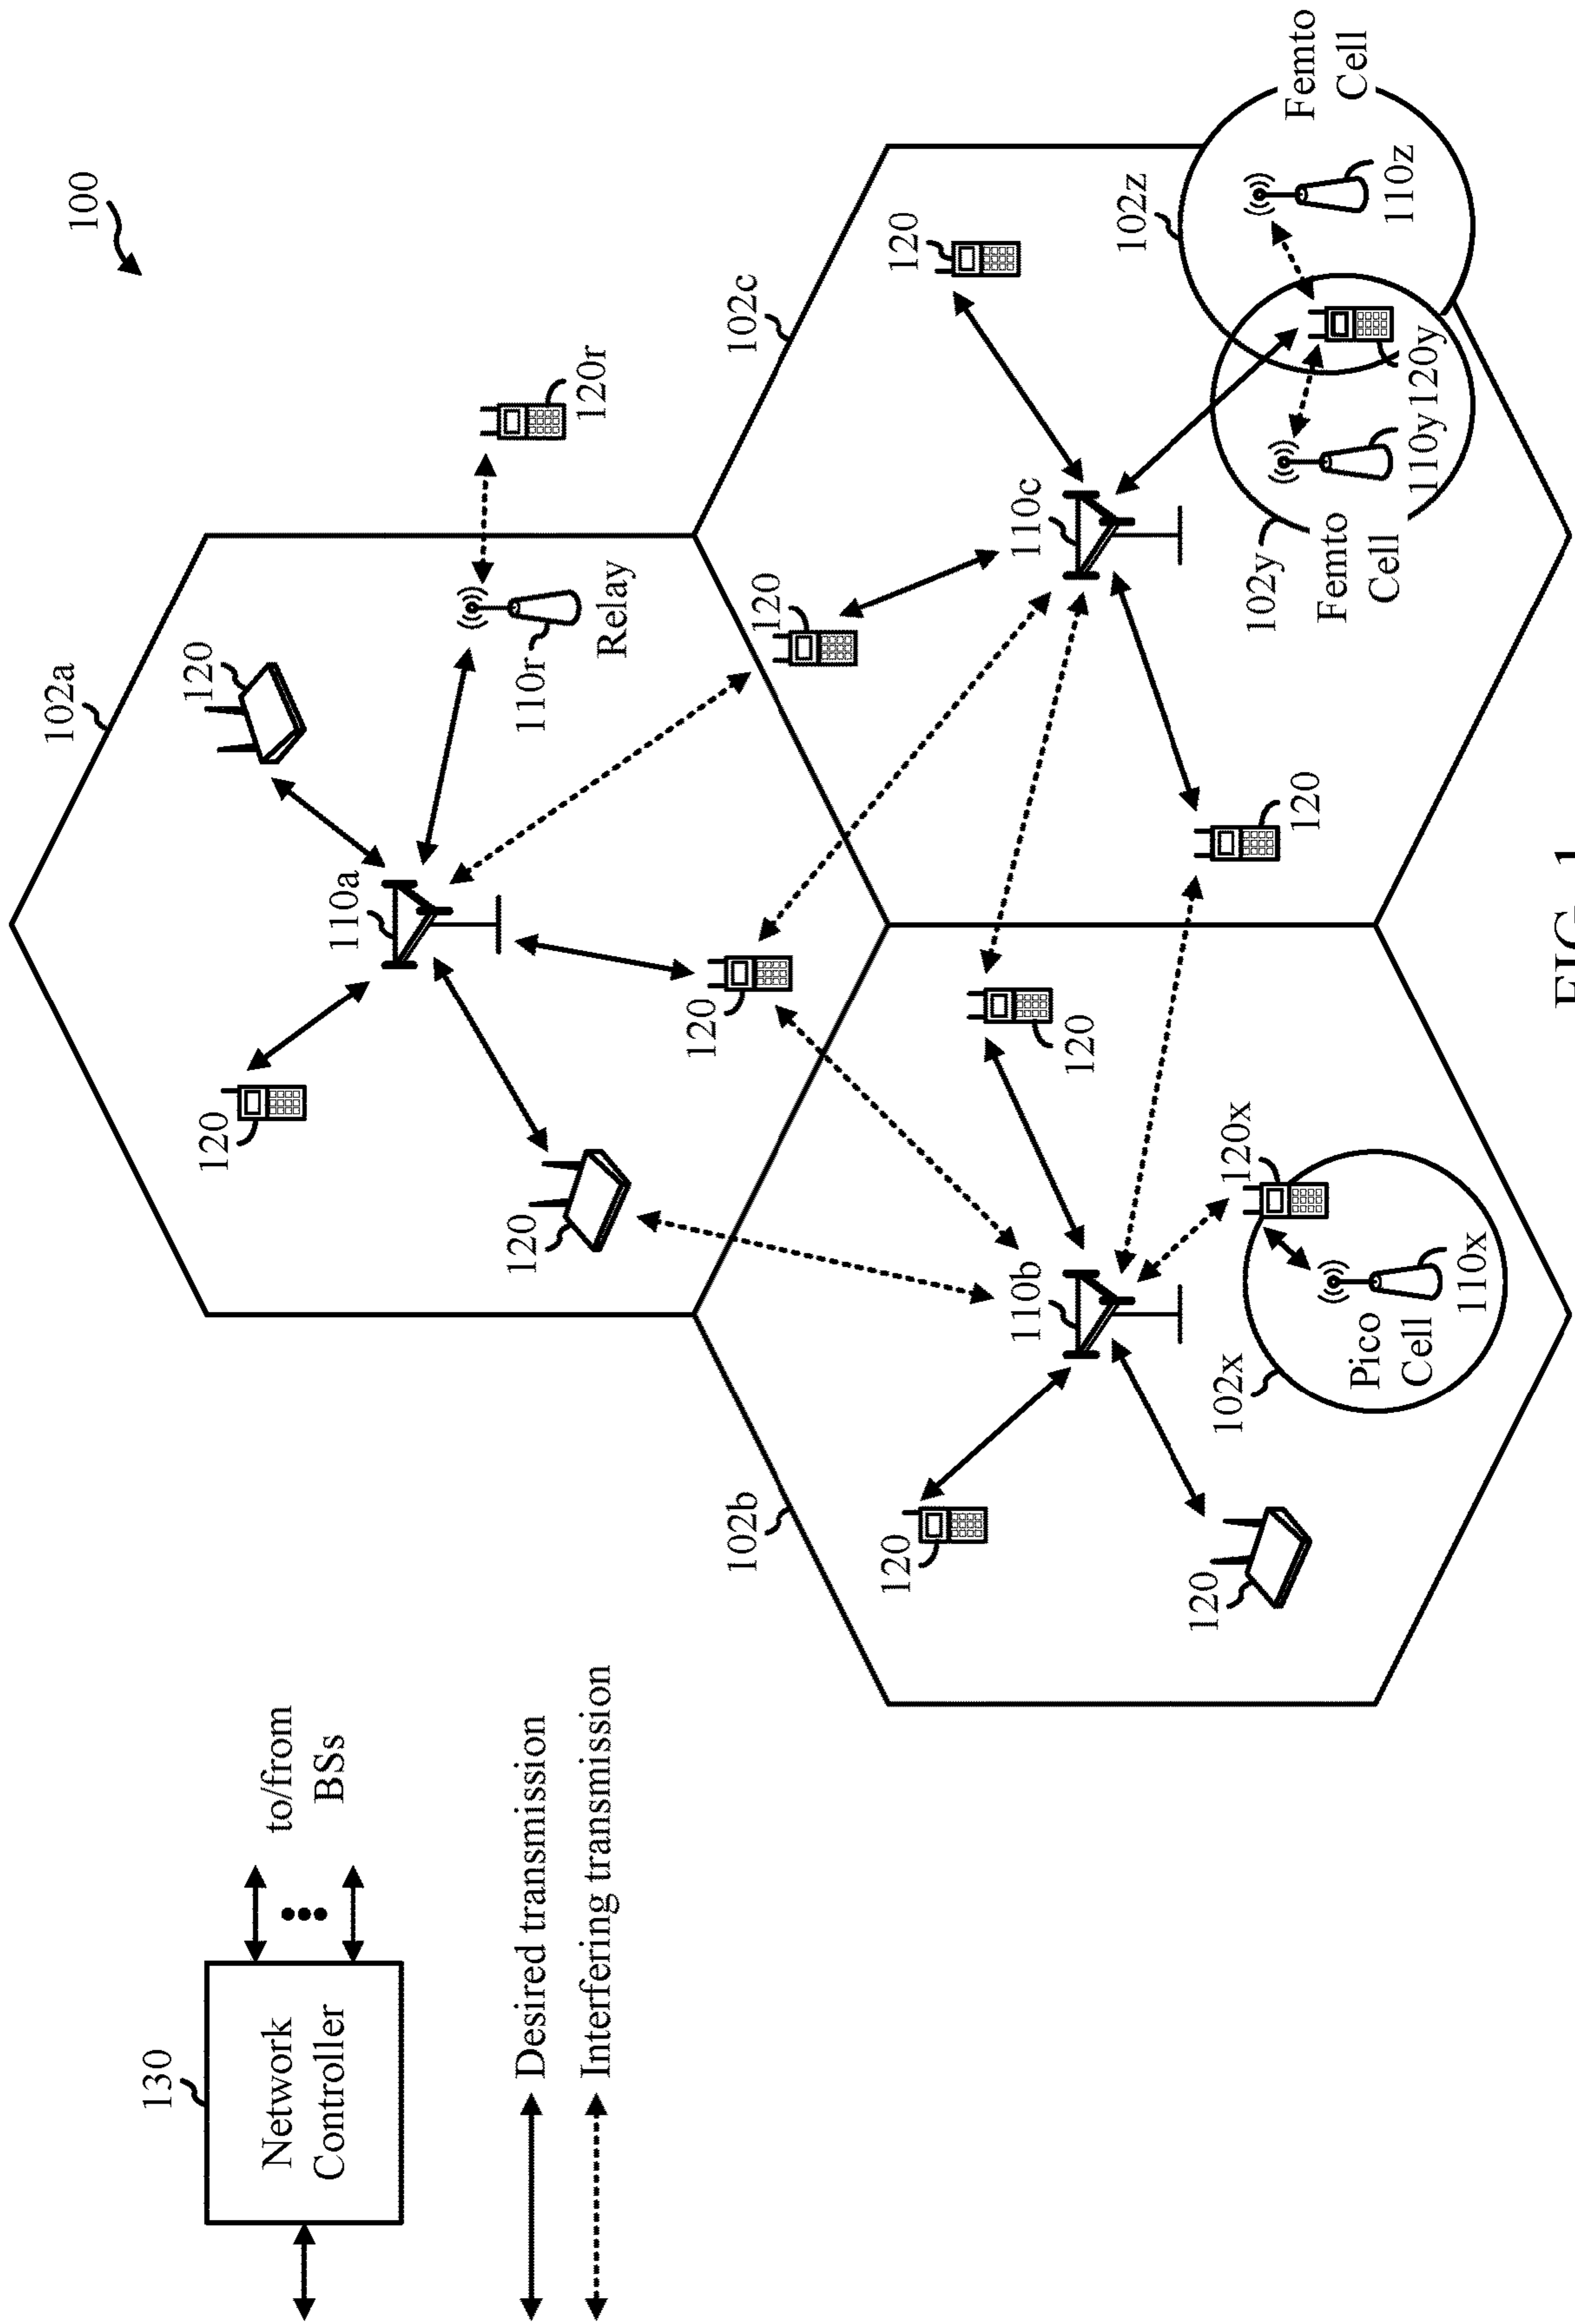 100
130
Network
Controller
to/from
BSs
Desired transmission
Interfering transmission
102a
120
120
110a
120
120
110r
Relay
120r
102b
120
110b
120
120
120x
102x
Pico
Cell
110x
102c
120
120
110c
120
102y
Femto
Cell
110y
120y
102z
110z
Femto
Cell
FIG. 1